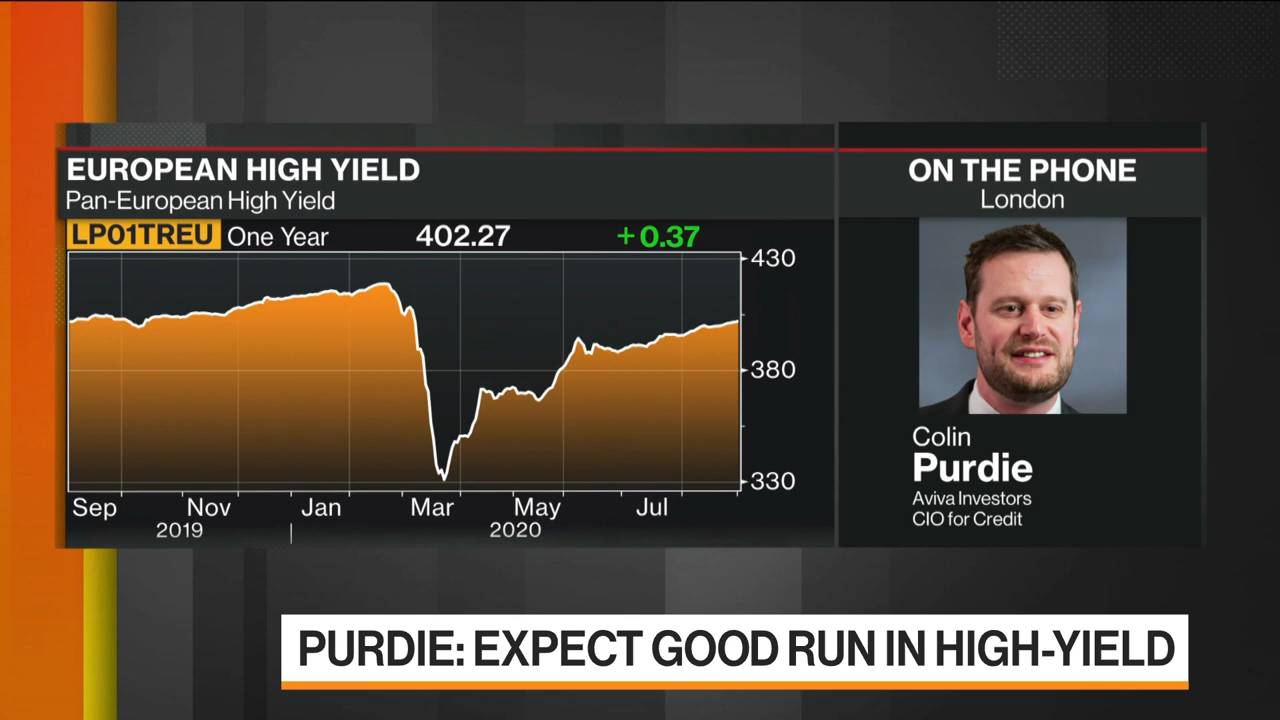 EUROPEAN HIGH YIELD
Pan-European High Yield
LP01TREU One Year 402.27 +0.37
430
380
330
Sep Nov Jan Mar May Jul
2019 2020
ON THE PHONE
London
Colin
Purdie
Aviva Investors
CIO for Credit
PURDIE: EXPECT GOOD RUN IN HIGH-YIELD